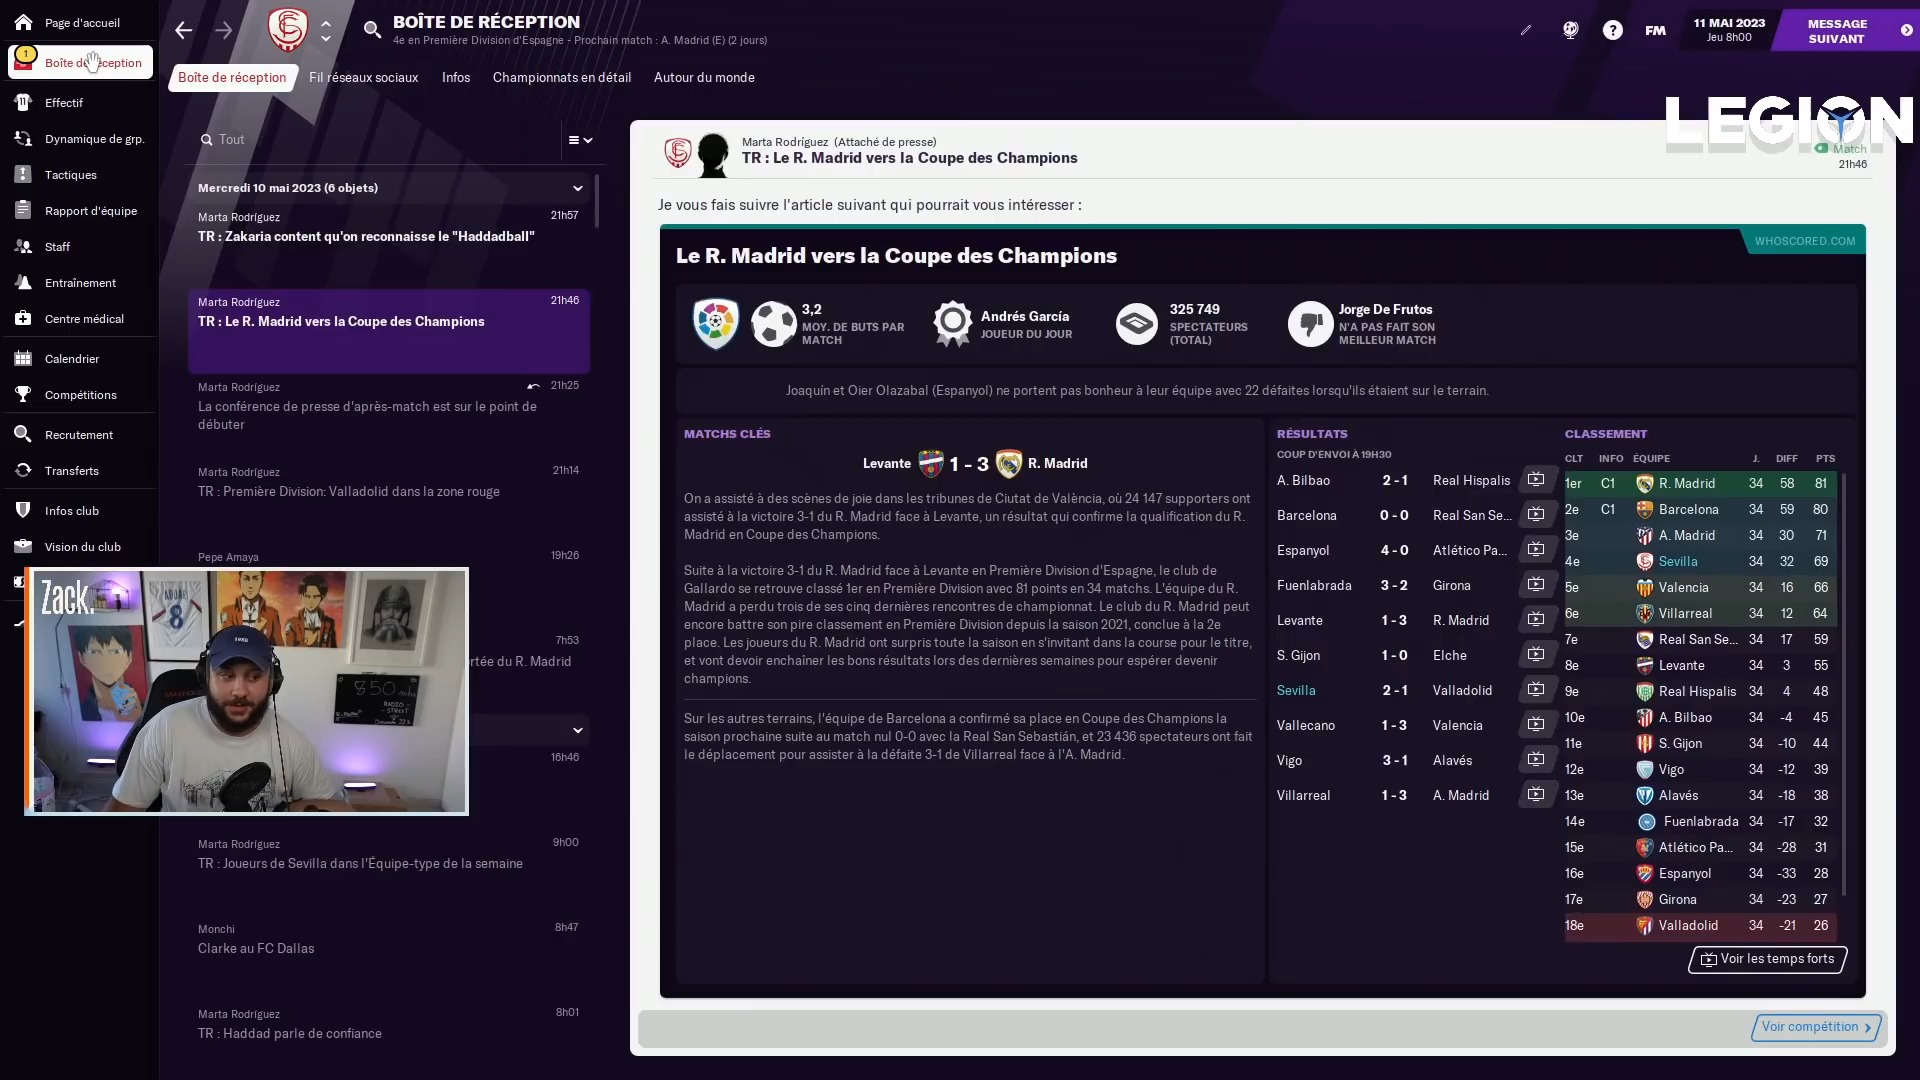 Page d'accueil
Boîte de réception
1
Effectif
Dynamique de grp.
Tactiques
Rapport d'équipe
Staff
Entraînement
Centre médical
Calendrier
Compétitions
Recrutement
Transferts
Infos club
Vision du club
BOÎTE DE RÉCEPTION
4e en Première Division d'Espagne - Prochain match : A. Madrid (E) (2 jours)
FM
11 MAI 2023
Jeu 8h00
MESSAGE
SUIVANT
Boîte de réception Fil réseaux sociaux Infos Championnats en détail Autour du monde
LEGION
Tout
Mercredi 10 mai 2023 (6 objets)
Marta Rodríguez 21h57
TR : Zakaria content qu'on reconnaisse le "Haddadball"
Marta Rodríguez 21h46
TR : Le R. Madrid vers la Coupe des Champions
Marta Rodríguez 21h25
La conférence de presse d'après-match est sur le point de
débuter
Marta Rodríguez 21h14
TR : Première Division: Valladolid dans la zone rouge
Pepe Amaya 19h26
7h53
rtée du R. Madrid
16h46
Zack.
850
RADIO
STREET
Marta Rodríguez 9h00
TR : Joueurs de Sevilla dans l'Équipe-type de la semaine
Monchi 8h47
Clarke au FC Dallas
Marta Rodríguez 8h01
TR : Haddad parle de confiance
Marta Rodríguez (Attaché de presse)
TR : Le R. Madrid vers la Coupe des Champions
Match
21h46
Je vous fais suivre l'article suivant qui pourrait vous intéresser :
WHOSCORED.COM
Le R. Madrid vers la Coupe des Champions
3,2
MOY. DE BUTS PAR
MATCH
Andrés García
JOUEUR DU JOUR
325 749
SPECTATEURS
(TOTAL)
Jorge De Frutos
N'A PAS FAIT SON
MEILLEUR MATCH
Joaquín et Oier Olazabal (Espanyol) ne portent pas bonheur à leur équipe avec 22 défaites lorsqu'ils étaient sur le terrain.
MATCHS CLÉS
Levante 1 - 3 R. Madrid
On a assisté à des scènes de joie dans les tribunes de Ciutat de València, où 24 147 supporters ont
assisté à la victoire 3-1 du R. Madrid face à Levante, un résultat qui confirme la qualification du R.
Madrid en Coupe des Champions.
Suite à la victoire 3-1 du R. Madrid face à Levante en Première Division d'Espagne, le club de
Gallardo se retrouve classé 1er en Première Division avec 81 points en 34 matchs. L'équipe du R.
Madrid a perdu trois de ses cinq dernières rencontres de championnat. Le club du R. Madrid peut
encore battre son pire classement en Première Division depuis la saison 2021, conclue à la 2e
place. Les joueurs du R. Madrid ont surpris toute la saison en s'invitant dans la course pour le titre,
et vont devoir enchaîner les bons résultats lors des dernières semaines pour espérer devenir
champions.
Sur les autres terrains, l'équipe de Barcelona a confirmé sa place en Coupe des Champions la
saison prochaine suite au match nul 0-0 avec la Real San Sebastián, et 23 436 spectateurs ont fait
le déplacement pour assister à la défaite 3-1 de Villarreal face à l'A. Madrid.
RÉSULTATS
COUP D'ENVOI À 19H30
A. Bilbao 2 - 1 Real Hispalis
Barcelona 0 - 0 Real San Se...
Espanyol 4 - 0 Atlético Pa...
Fuenlabrada 3 - 2 Girona
Levante 1 - 3 R. Madrid
S. Gijon 1 - 0 Elche
Sevilla 2 - 1 Valladolid
Vallecano 1 - 3 Valencia
Vigo 3 - 1 Alavés
Villarreal 1 - 3 A. Madrid
CLASSEMENT
CLT INFO ÉQUIPE J. DIFF PTS
1er C1 R. Madrid 34 58 81
2e C1 Barcelona 34 59 80
3e A. Madrid 34 30 71
4e Sevilla 34 32 69
5e Valencia 34 16 66
6e Villarreal 34 12 64
7e Real San Se... 34 17 59
8e Levante 34 3 55
9e Real Hispalis 34 4 48
10e A. Bilbao 34 -4 45
11e S. Gijon 34 -10 44
12e Vigo 34 -12 39
13e Alavés 34 -18 38
14e Fuenlabrada 34 -17 32
15e Atlético Pa... 34 -28 31
16e Espanyol 34 -33 28
17e Girona 34 -23 27
18e Valladolid 34 -21 26
Voir les temps forts
Voir compétition